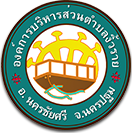 องค์การบริหารส่วนตำบลงิ้วราย
อ.นครชัยศรี จ.นครปฐม